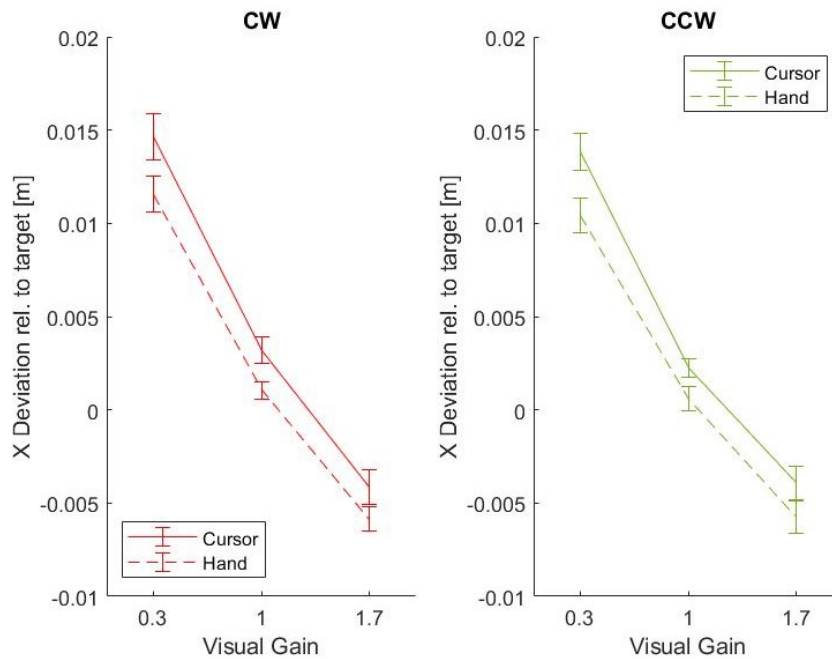 CW
X Deviation rel. to target [m]
0.02
0.015
0.01
0.005
0
-0.005
-0.01
Cursor
Hand
0.3 1 1.7
Visual Gain
CCW
X Deviation rel. to target [m]
0.02
0.015
0.01
0.005
0
-0.005
-0.01
Cursor
Hand
0.3 1 1.7
Visual Gain